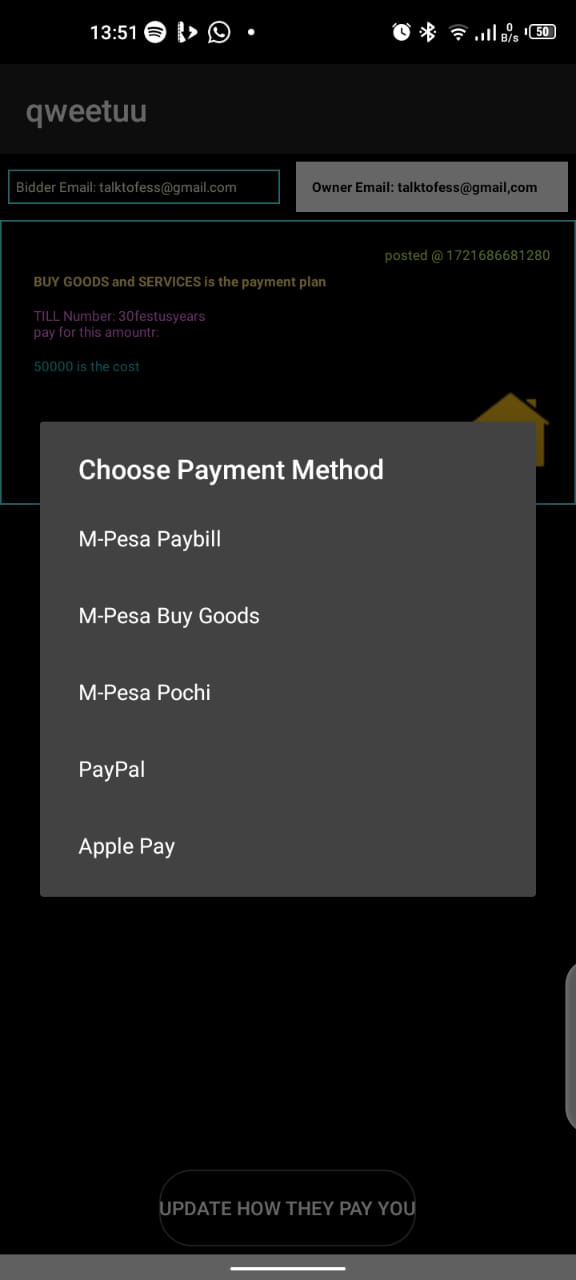 13:51
0
B/s
50
qweetuu
Bidder Email: talktofess@gmail.com
Owner Email: talktofess@gmail,com
posted @ 1721686681280
BUY GOODS and SERVICES is the payment plan
TILL Number: 30festusyears
pay for this amountr:
50000 is the cost
Choose Payment Method
M-Pesa Paybill
M-Pesa Buy Goods
M-Pesa Pochi
PayPal
Apple Pay
UPDATE HOW THEY PAY YOU